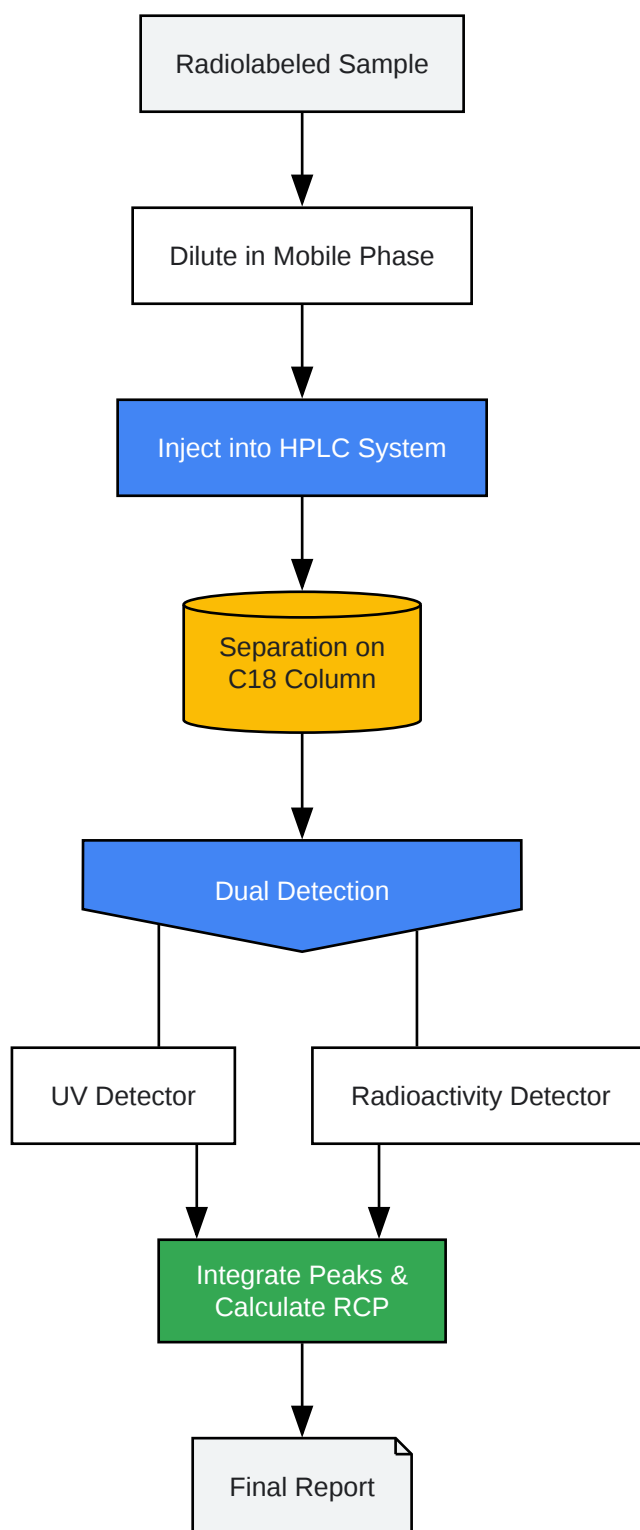 Radiolabeled Sample
Dilute in Mobile Phase
Inject into HPLC System
Separation on
C18 Column
Dual Detection
UV Detector
Radioactivity Detector
Integrate Peaks &
Calculate RCP
Final Report